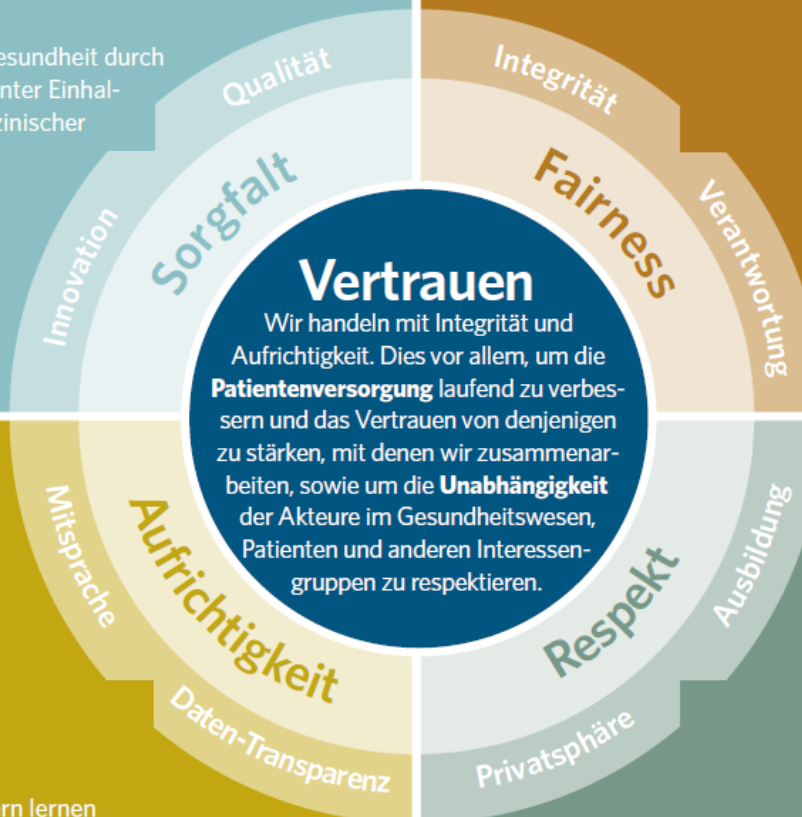 esundheit durch
nter Einhal-
zinischer
Qualität
Innovation
Sorgfalt
Integrität
Verantwortung
Fairness
Vertrauen
Wir handeln mit Integrität und
Aufrichtigkeit. Dies vor allem, um die
Patientenversorgung laufend zu verbes-
sern und das Vertrauen von denjenigen
zu stärken, mit denen wir zusammenar-
beiten, sowie um die Unabhängigkeit
der Akteure im Gesundheitswesen,
Patienten und anderen Interessen-
gruppen zu respektieren.
Mitsprache
Aufrichtigkeit
Daten-Transparenz
Ausbildung
Respekt
Privatsphäre
rn lernen